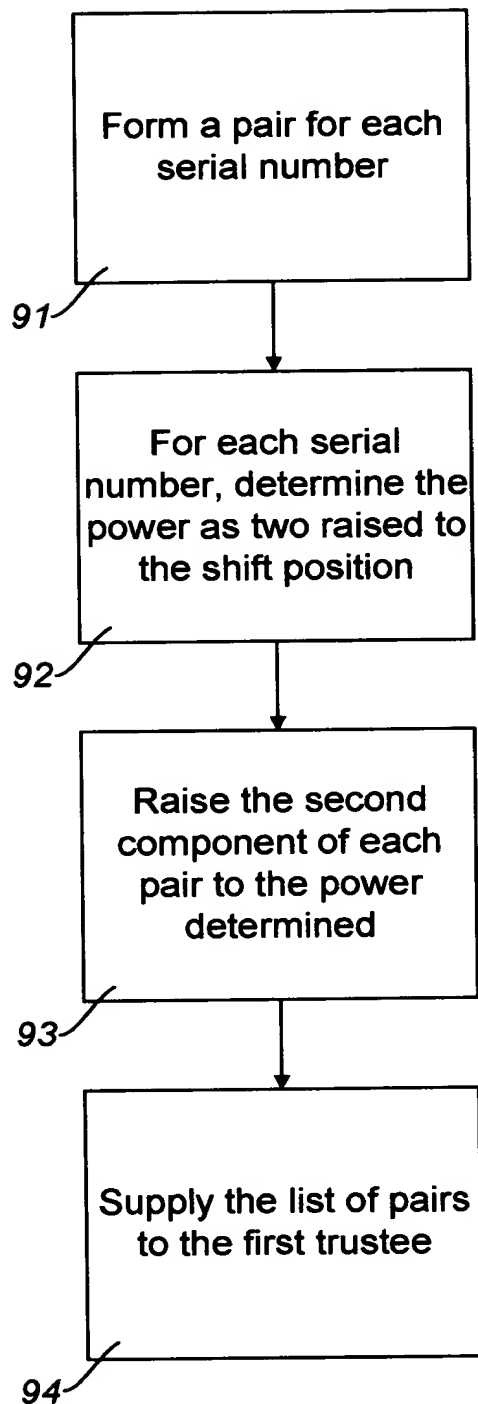 Form a pair for each
serial number
91
For each serial
number, determine the
power as two raised to
the shift position
92
Raise the second
component of each
pair to the power
determined
93
Supply the list of pairs
to the first trustee
94